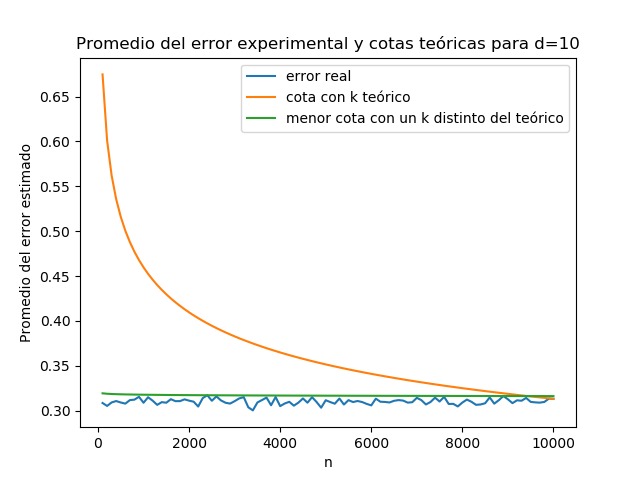 Promedio del error experimental y cotas teóricas para d=10
error real
cota con k teórico
menor cota con un k distinto del teórico
Promedio del error estimado
0.65
0.60
0.55
0.50
0.45
0.40
0.35
0.30
0 2000 4000 6000 8000 10000
n